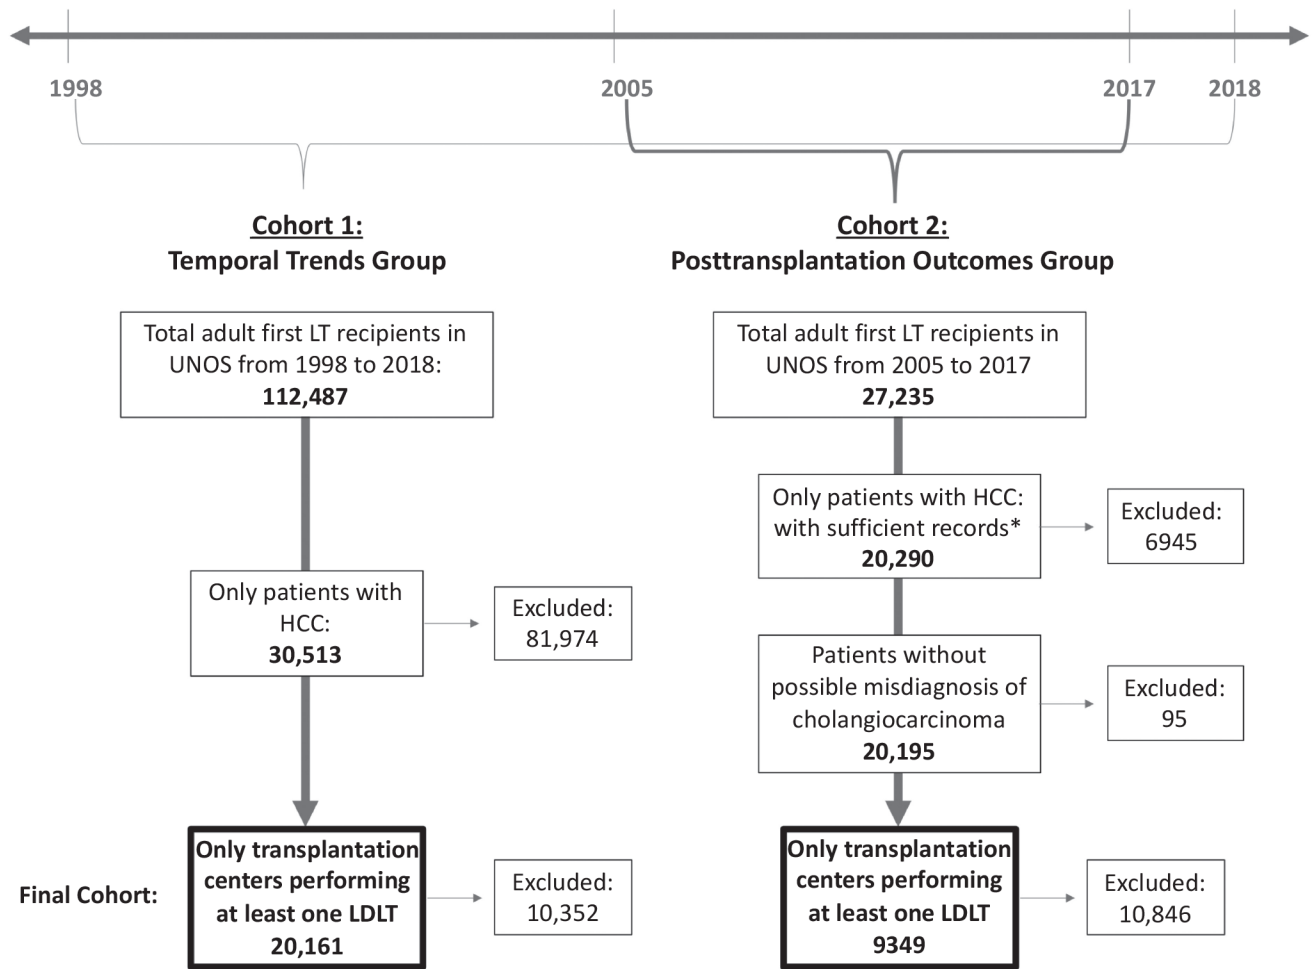 1998
2005
2017
2018
Cohort 1:
Temporal Trends Group
Total adult first LT recipients in
UNOS from 1998 to 2018:
112,487
Only patients with
HCC:
30,513
Excluded:
81,974
Final Cohort:
Only transplantation
centers performing
at least one LDLT
20,161
Excluded:
10,352
Cohort 2:
Posttransplantation Outcomes Group
Total adult first LT recipients in
UNOS from 2005 to 2017
27,235
Only patients with HCC:
with sufficient records*
20,290
Excluded:
6945
Patients without
possible misdiagnosis of
cholangiocarcinoma
20,195
Excluded:
95
Only transplantation
centers performing
at least one LDLT
9349
Excluded:
10,846